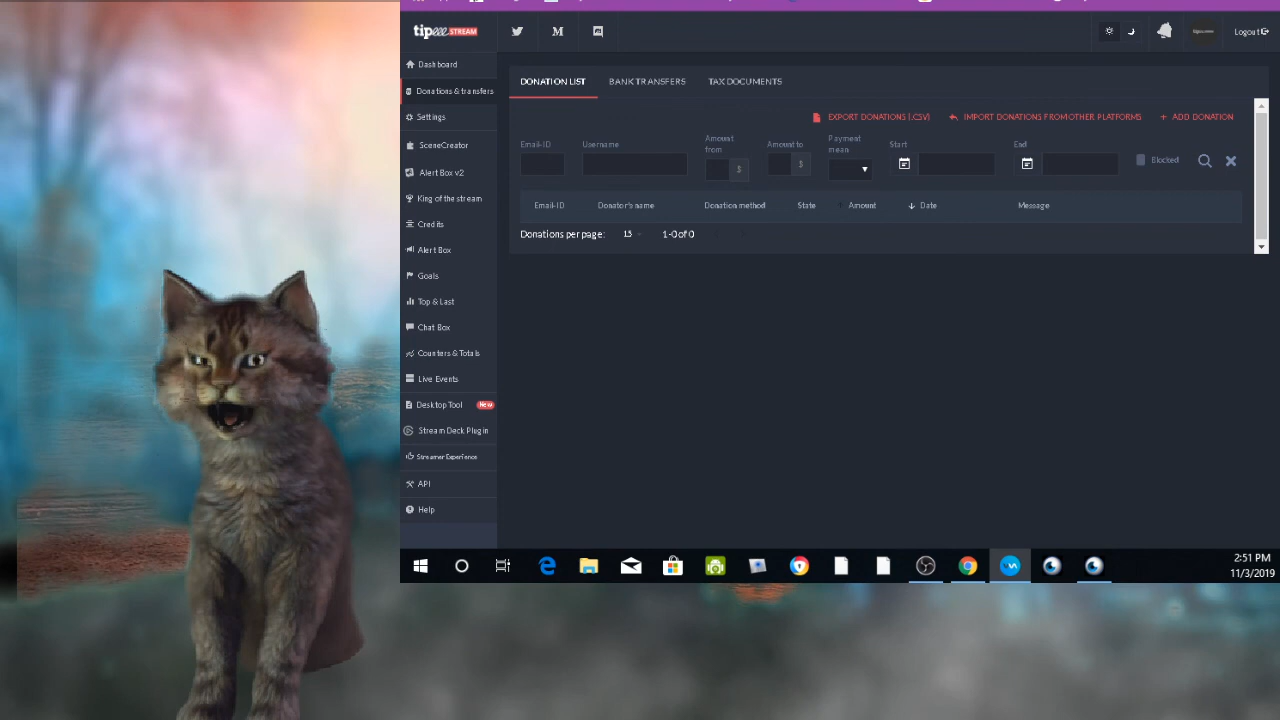 tipeee STREAM
M
Logout
Dashboard
Donations & transfers
Settings
SceneCreator
Alert Box v2
King of the stream
Credits
Alert Box
Goals
Top & Last
Chat Box
Counters & Totals
Live Events
Desktop Tool New
Stream Deck Plugin
Streamer Experience
API
Help
DONATION LIST BANK TRANSFERS TAX DOCUMENTS
EXPORT DONATIONS (.CSV) IMPORT DONATIONS FROM OTHER PLATFORMS + ADD DONATION
Email-ID Username Amount from $ Amount to $ Payment mean Start End Blocked
Email-ID Donator's name Donation method State Amount Date Message
Donations per page: 15 1-0 of 0
2:51 PM
11/3/2019